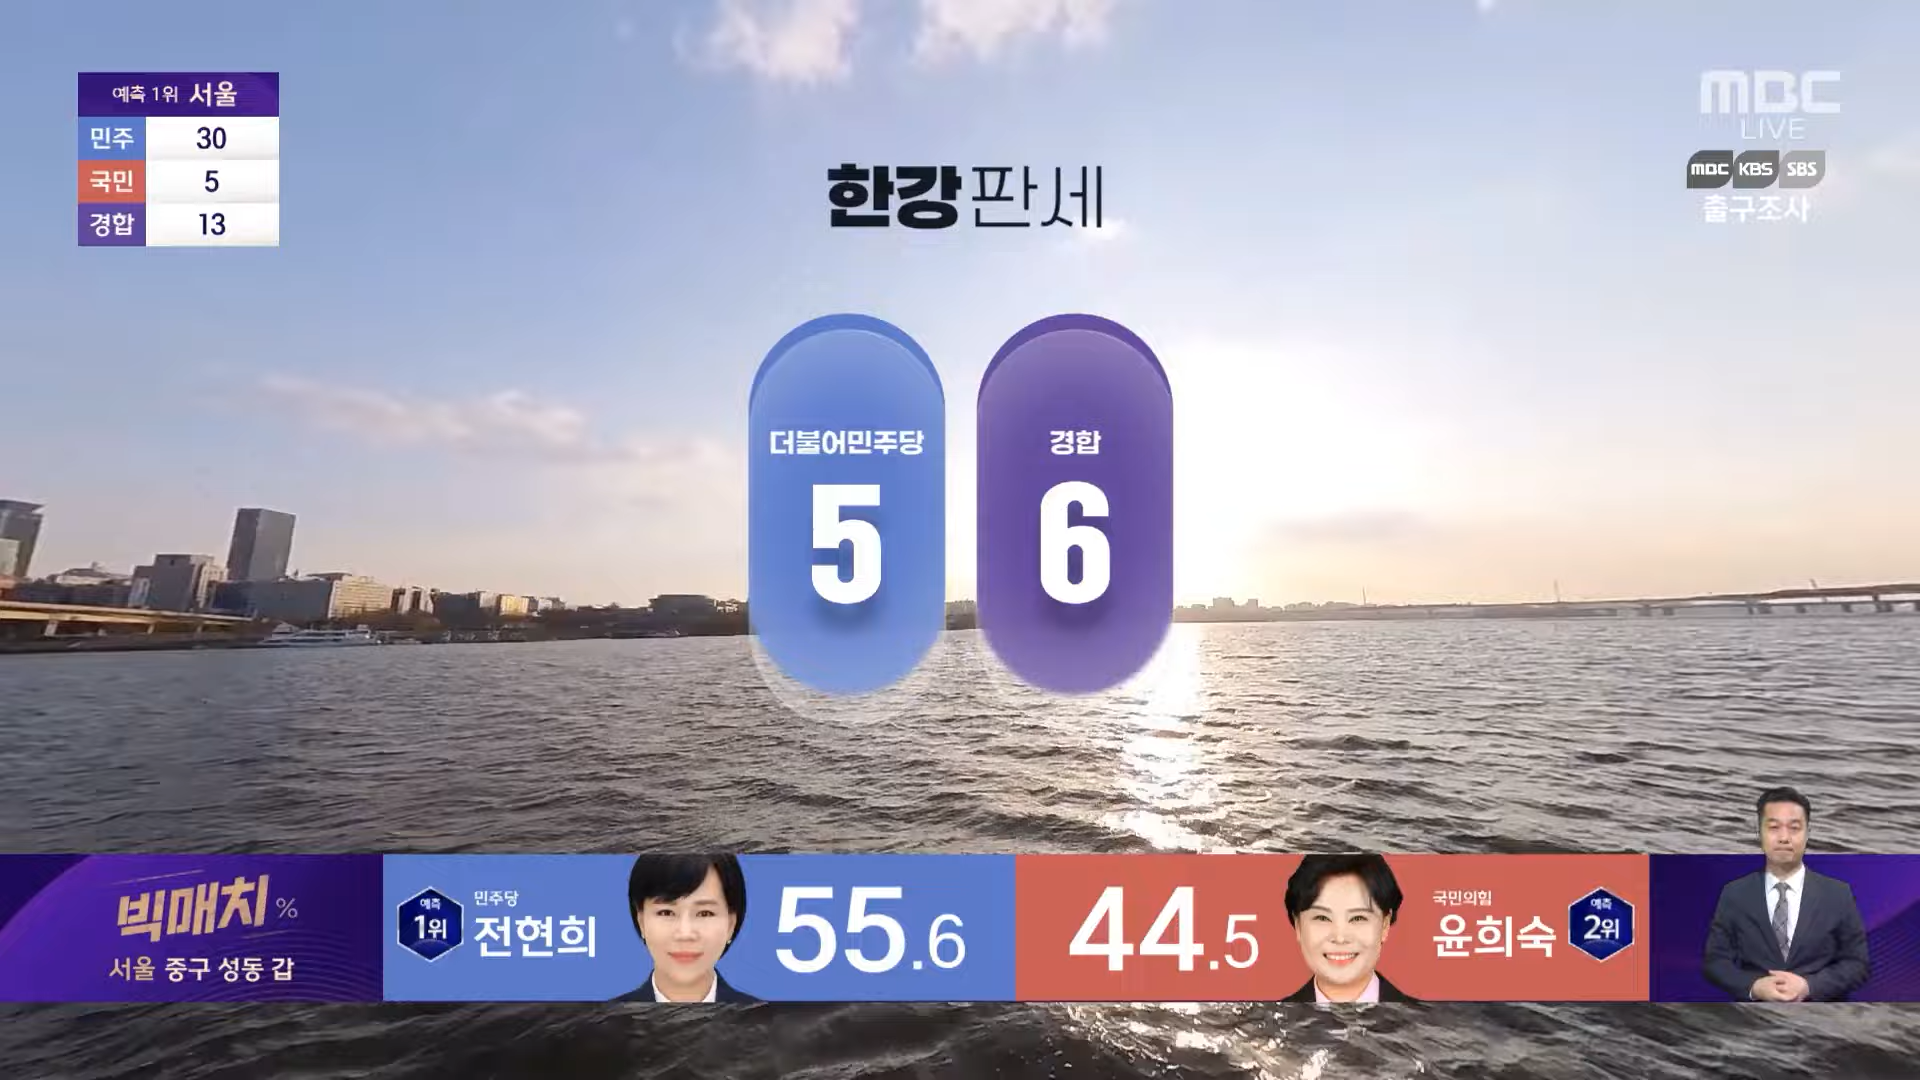 예측 1위 서울
민주 30
국민 5
경합 13
MBC
LIVE
MBC KBS SBS
출구조사
한강판세
더불어민주당
5
경합
6
빅매치 %
서울 중구 성동 갑
예측
1위
민주당
전현희
55.6
44.5
국민의힘
윤희숙
예측
2위